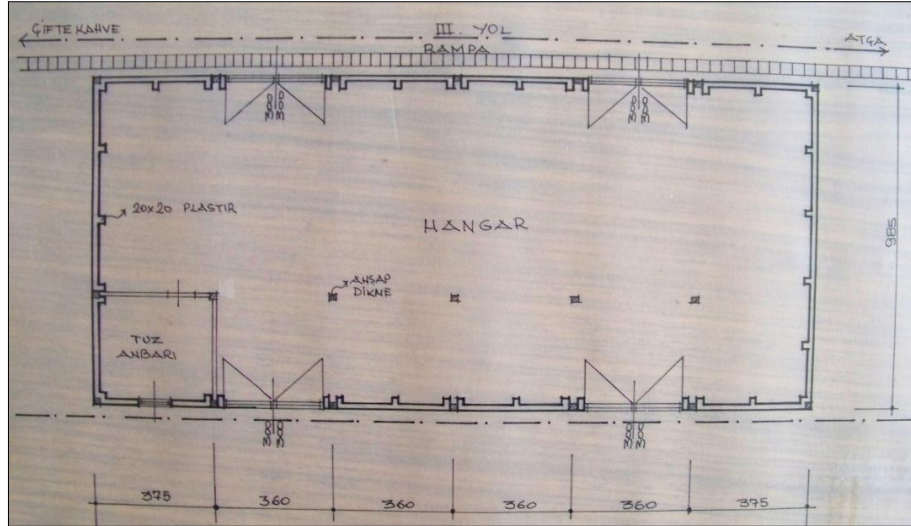 ÇİFTE KAHVE
III. YOL
ATÇA
RAMPA
20x20 PLASTIR
HANGAR
985
AHŞAP
DİKME
TUZ
ANBARI
375
360
360
360
360
375